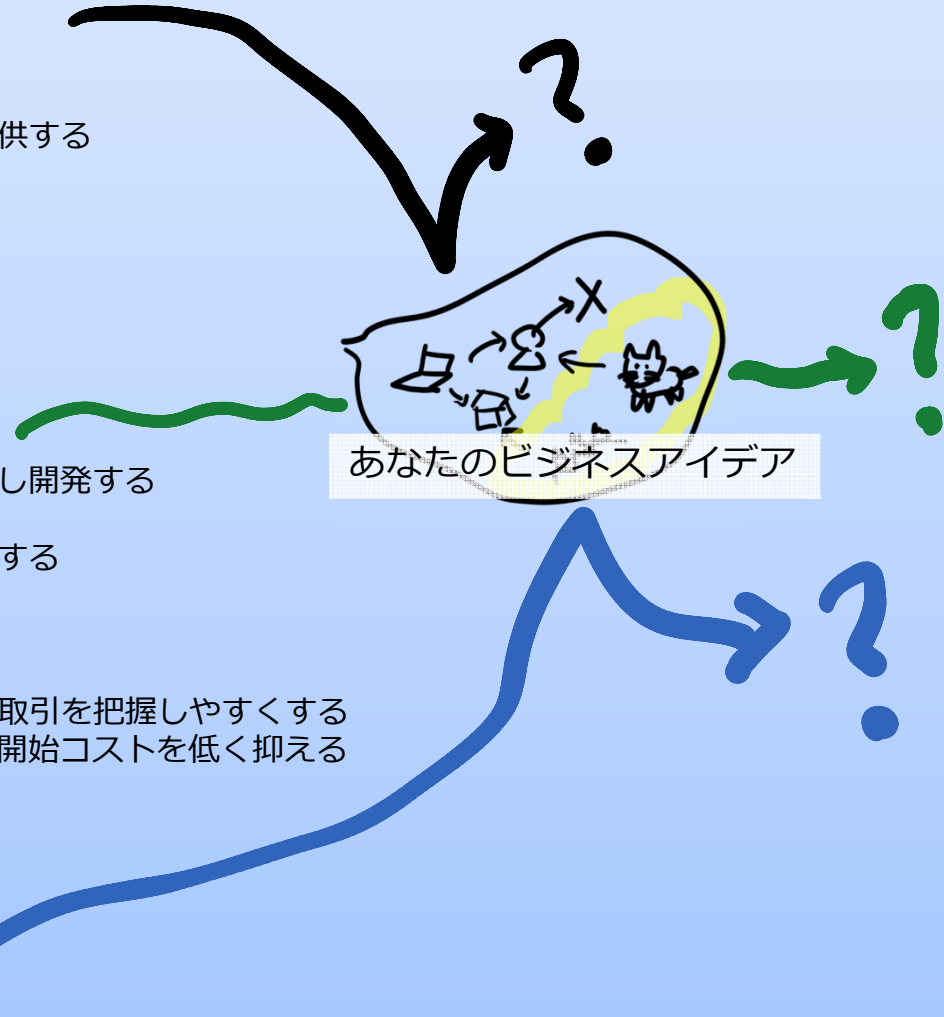 ?
供する
?
あなたのビジネスアイデア
し開発する
する
?
取引を把握しやすくする
開始コストを低く抑える